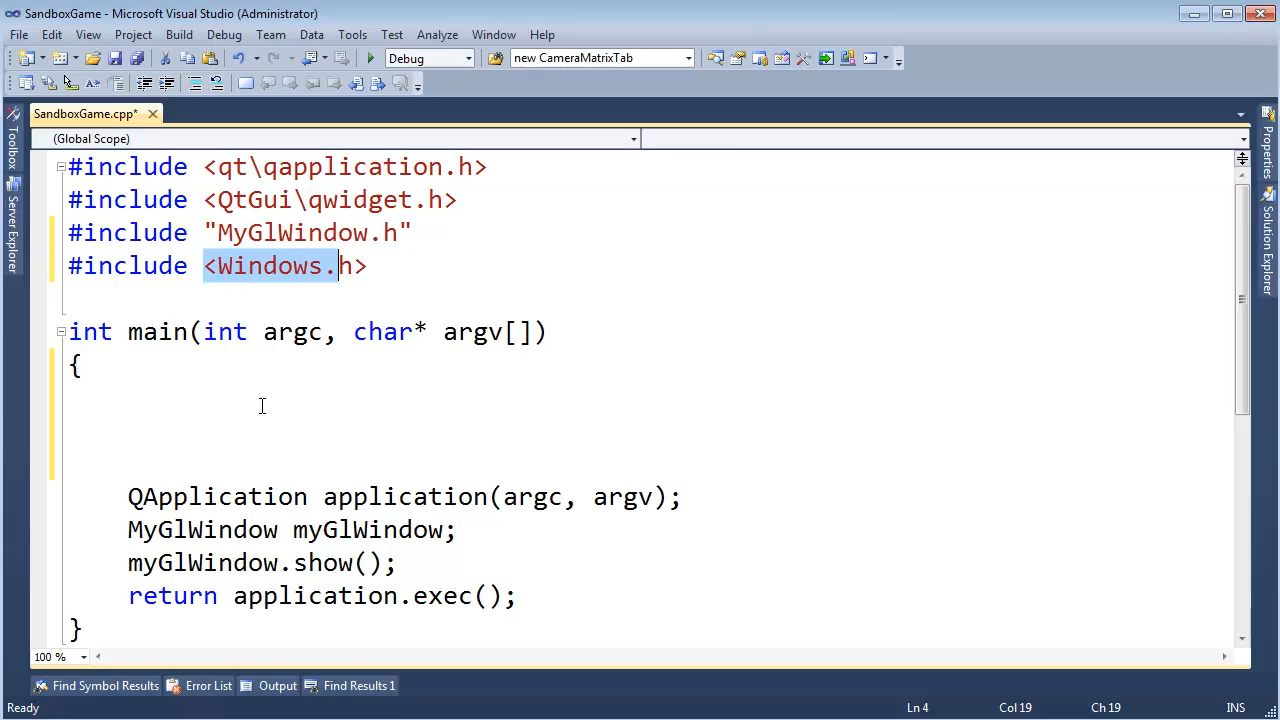 SandboxGame - Microsoft Visual Studio (Administrator)
File Edit View Project Build Debug Team Data Tools Test Analyze Window Help
Debug new CameraMatrixTab
SandboxGame.cpp*
(Global Scope)
#include <qt\qapplication.h>
#include <QtGui\qwidget.h>
#include "MyGlWindow.h"
#include <Windows.h>
int main(int argc, char* argv[])
{
QApplication application(argc, argv);
MyGlWindow myGlWindow;
myGlWindow.show();
return application.exec();
}
100 %
Toolbox
Server Explorer
Properties
Solution Explorer
Find Symbol Results Error List Output Find Results 1
Ready Ln 4 Col 19 Ch 19 INS